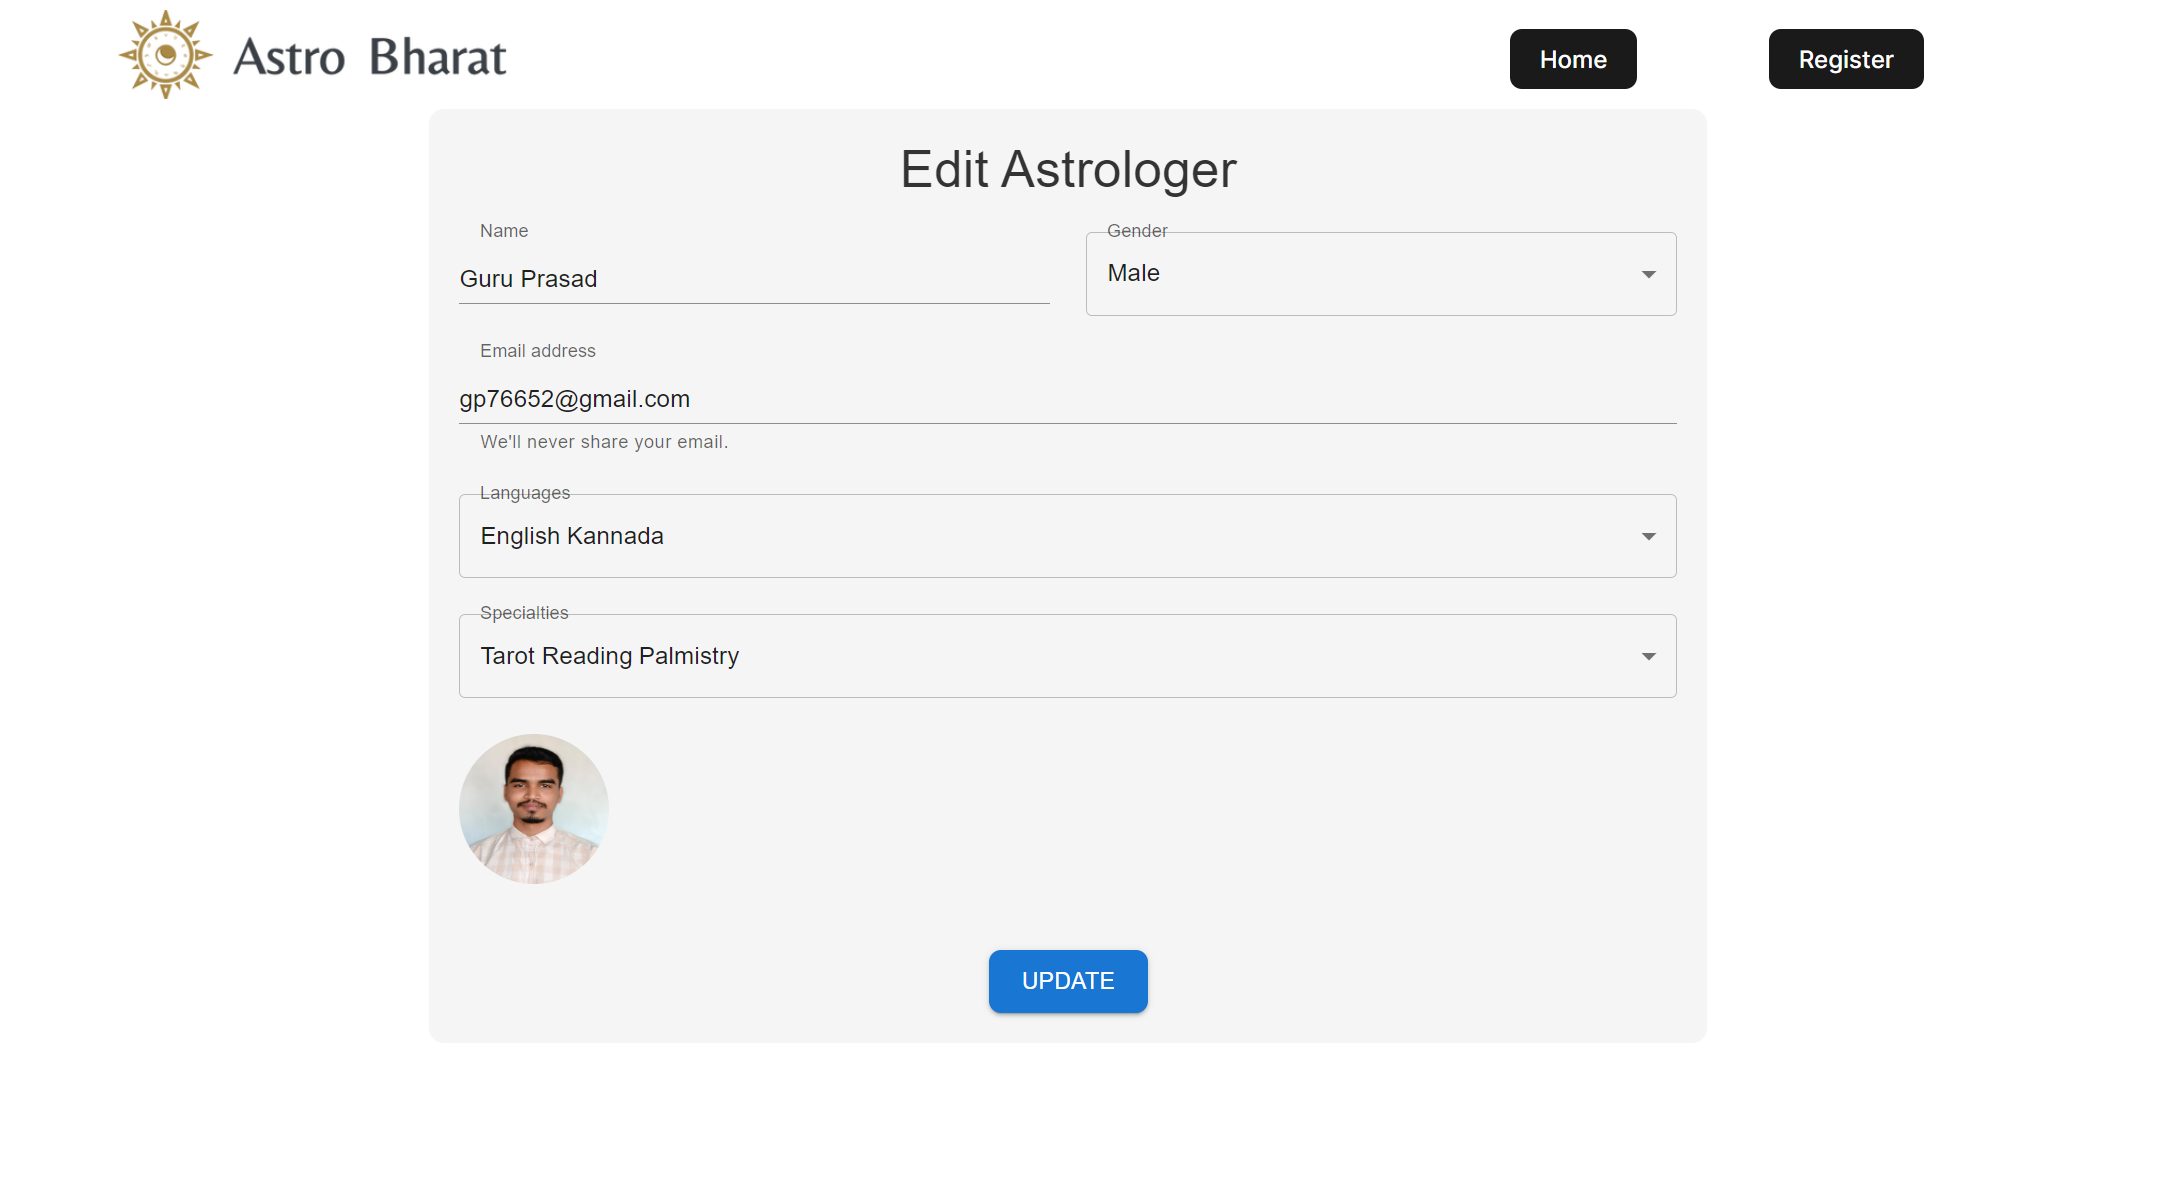 Astro Bharat
Home
Register
Edit Astrologer
Name
Gender
Guru Prasad
Male
Email address
gp76652@gmail.com
We'll never share your email.
Languages
English Kannada
Specialties
Tarot Reading Palmistry
UPDATE